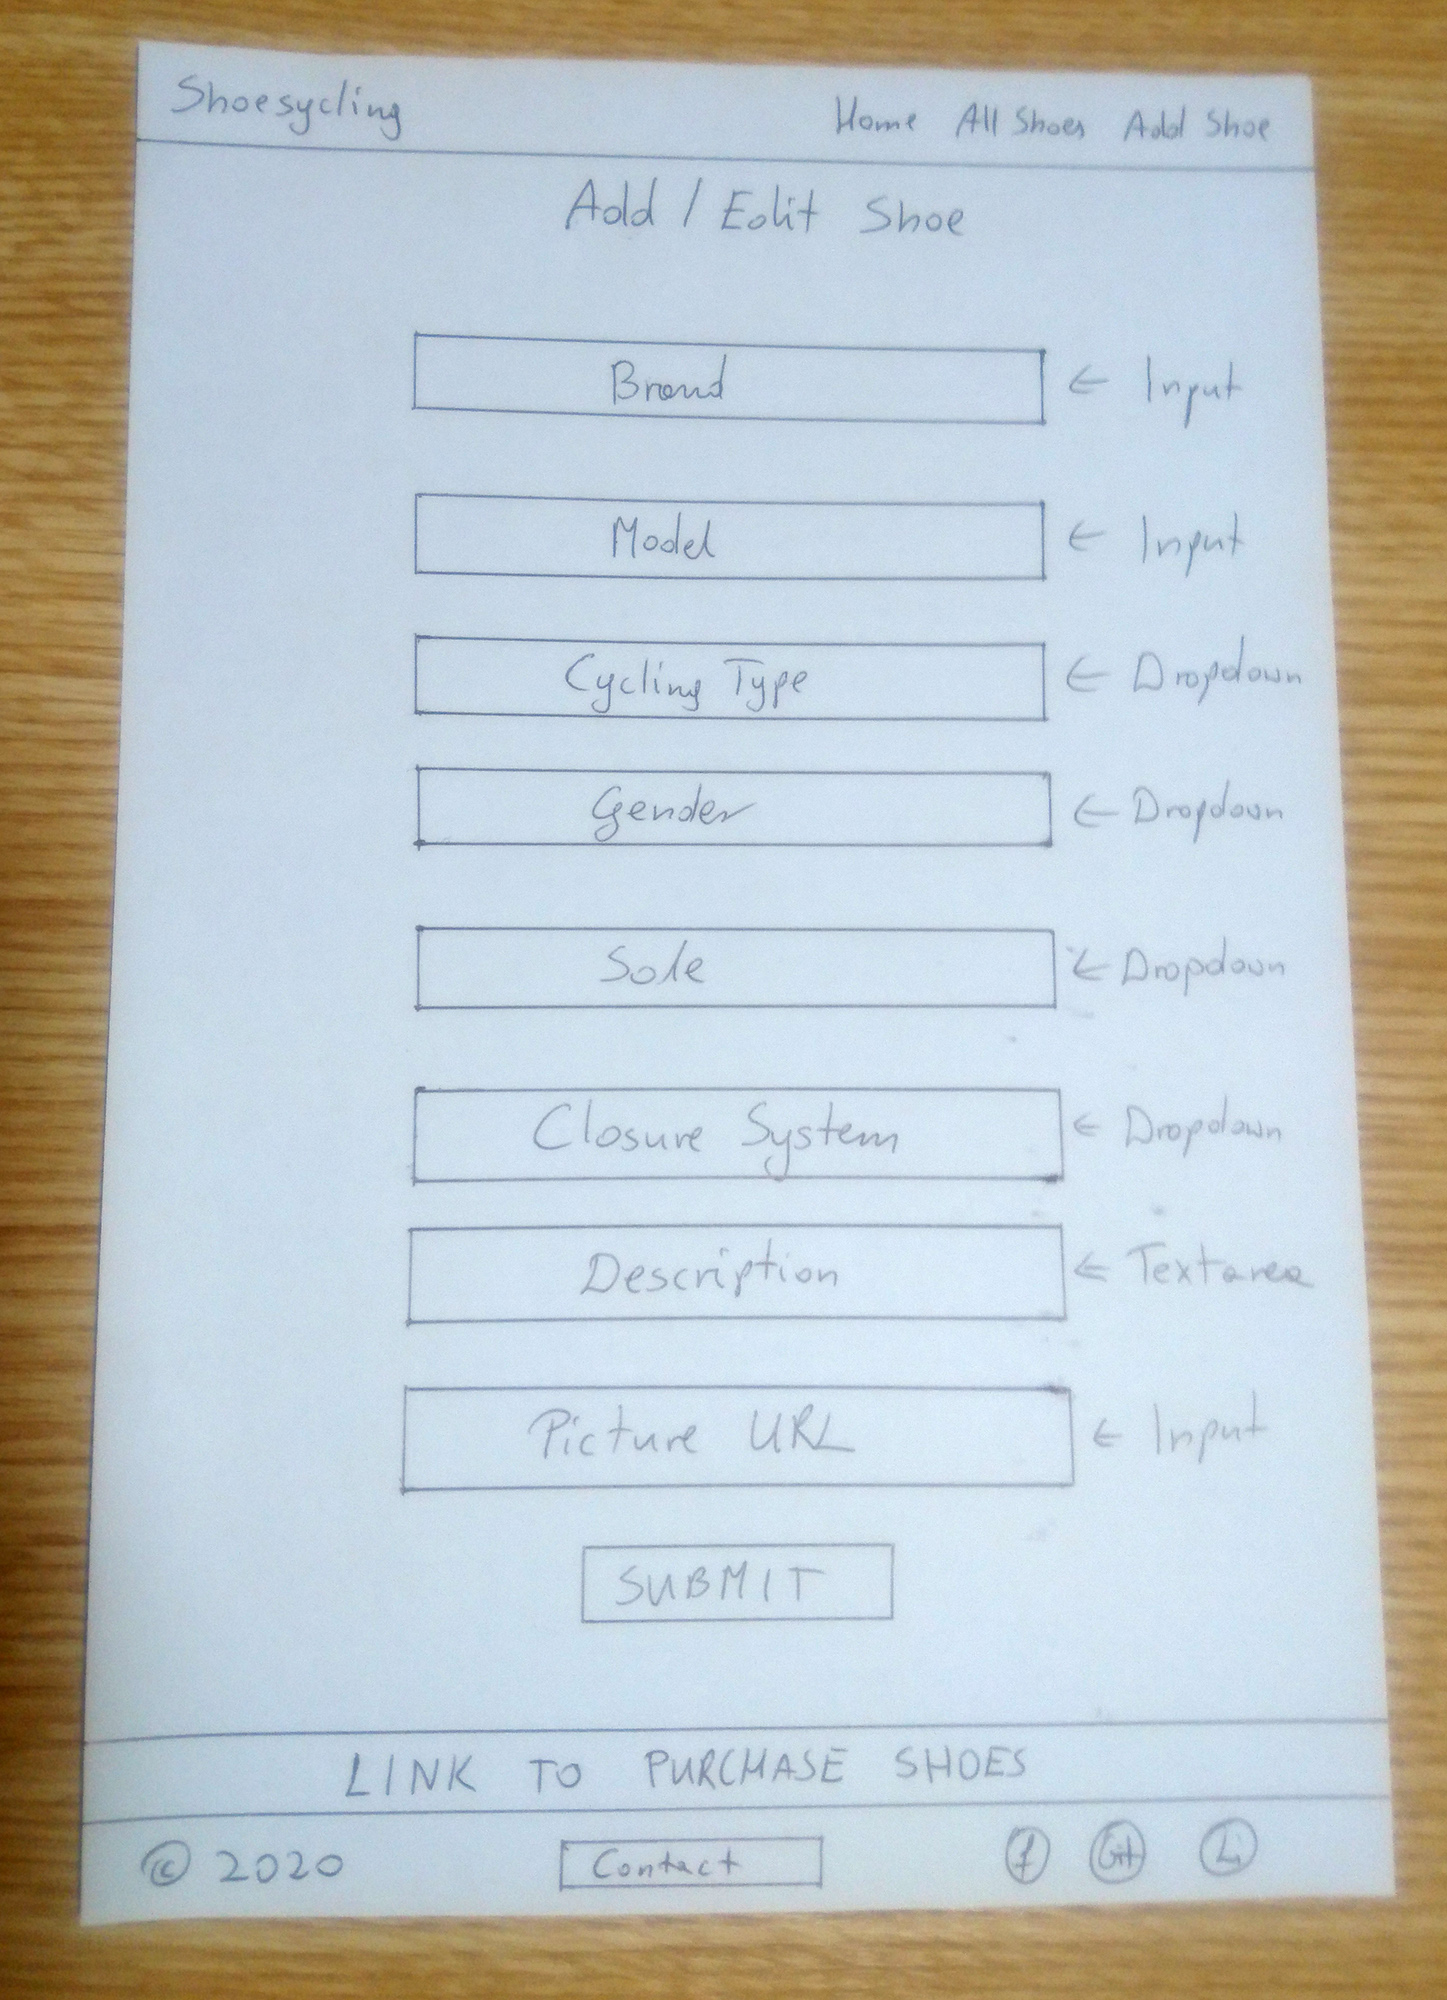 Shoesycling Home All Shoes Add Shoe
Add / Edit Shoe
Brand ← Input
Model ← Input
Cycling Type ← Dropdown
Gender ← Dropdown
Sole ← Dropdown
Closure System ← Dropdown
Description ← Textarea
Picture URL ← Input
SUBMIT
LINK TO PURCHASE SHOES
© 2020 Contact f Git Li